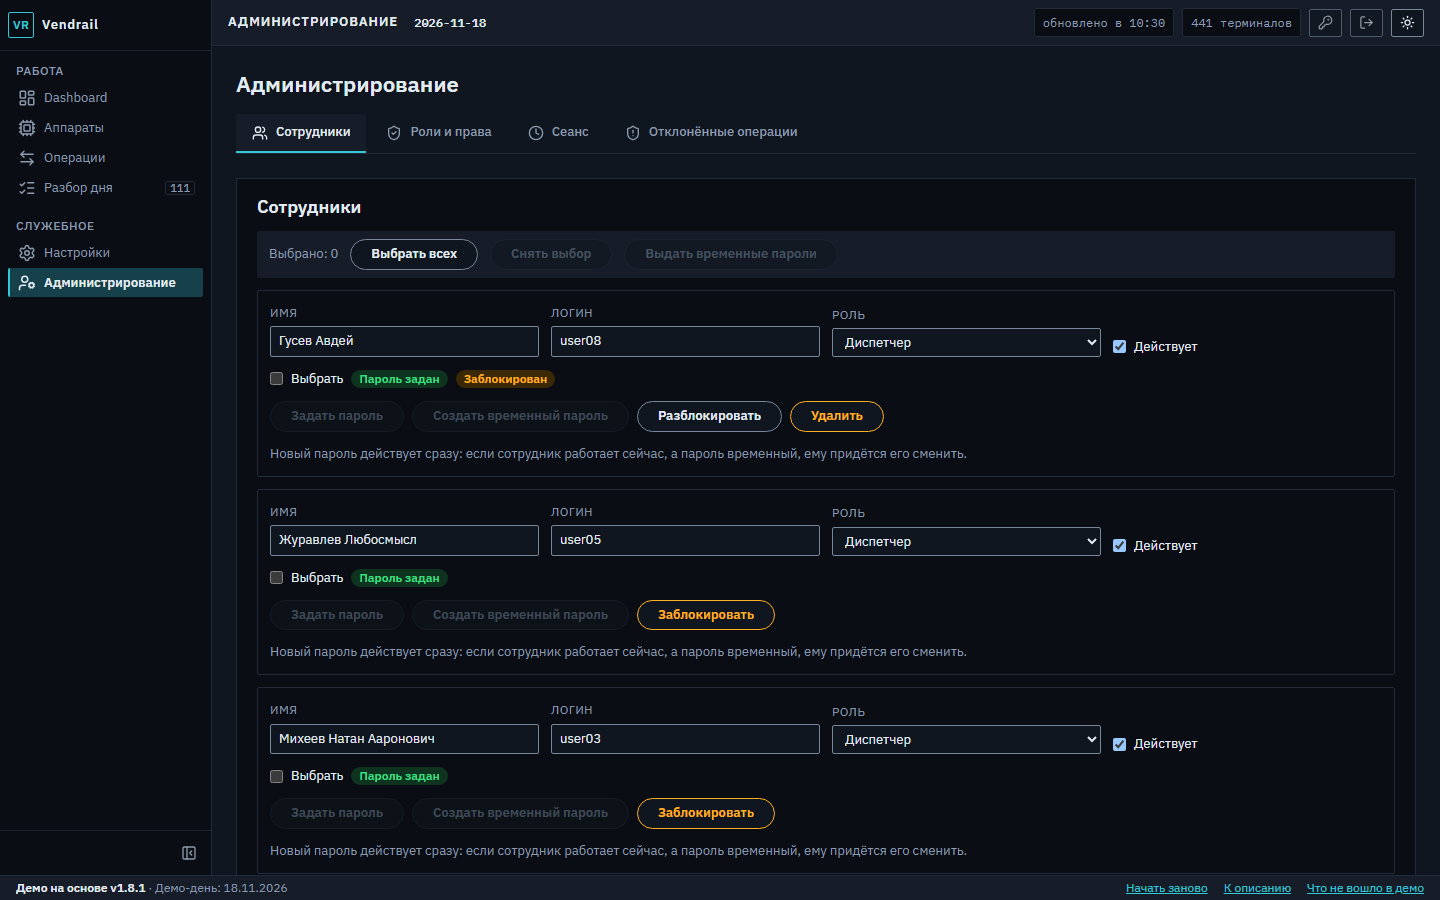 VR Vendrail
РАБОТА
Dashboard
Аппараты
Операции
Разбор дня 111
СЛУЖЕБНОЕ
Настройки
Администрирование
АДМИНИСТРИРОВАНИЕ 2026-11-18 обновлено в 10:30 441 терминалов
Администрирование
Сотрудники Роли и права Сеанс Отклонённые операции
Сотрудники
Выбрано: 0 Выбрать всех Снять выбор Выдать временные пароли
ИМЯ ЛОГИН РОЛЬ
Гусев Авдей user08 Диспетчер Действует
Выбрать Пароль задан Заблокирован
Задать пароль Создать временный пароль Разблокировать Удалить
Новый пароль действует сразу: если сотрудник работает сейчас, а пароль временный, ему придётся его сменить.
ИМЯ ЛОГИН РОЛЬ
Журавлев Любосмысл user05 Диспетчер Действует
Выбрать Пароль задан
Задать пароль Создать временный пароль Заблокировать
Новый пароль действует сразу: если сотрудник работает сейчас, а пароль временный, ему придётся его сменить.
ИМЯ ЛОГИН РОЛЬ
Михеев Натан Ааронович user03 Диспетчер Действует
Выбрать Пароль задан
Задать пароль Создать временный пароль Заблокировать
Новый пароль действует сразу: если сотрудник работает сейчас, а пароль временный, ему придётся его сменить.
Демо на основе v1.8.1 · Демо-день: 18.11.2026 Начать заново К описанию Что не вошло в демо